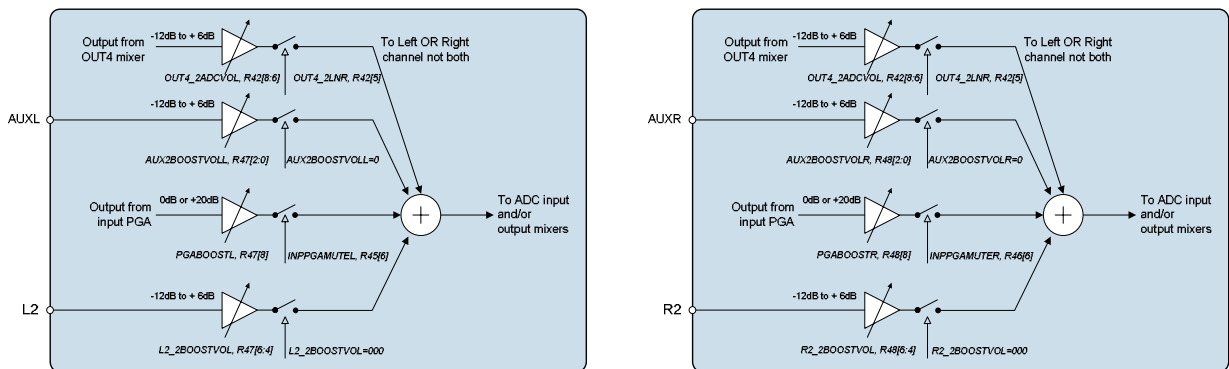 Output from
OUT4 mixer
-12dB to + 6dB
To Left OR Right
channel not both
OUT4_2ADCVOL, R42[8:6]
OUT4_2LNR, R42[5]
AUXL
-12dB to + 6dB
AUX2BOOSTVOLL, R47[2:0]
AUX2BOOSTVOLL=0
Output from
input PGA
0dB or +20dB
To ADC input
and/or
output mixers
PGABOOSTL, R47[8]
INPPGAMUTEL, R45[6]
L2
-12dB to + 6dB
L2_2BOOSTVOL, R47[6:4]
L2_2BOOSTVOL=000
Output from
OUT4 mixer
-12dB to + 6dB
To Left OR Right
channel not both
OUT4_2ADCVOL, R42[8:6]
OUT4_2LNR, R42[5]
AUXR
-12dB to + 6dB
AUX2BOOSTVOLR, R48[2:0]
AUX2BOOSTVOLR=0
Output from
input PGA
0dB or +20dB
To ADC input
and/or
output mixers
PGABOOSTR, R48[8]
INPPGAMUTER, R46[6]
R2
-12dB to + 6dB
R2_2BOOSTVOL, R48[6:4]
R2_2BOOSTVOL=000